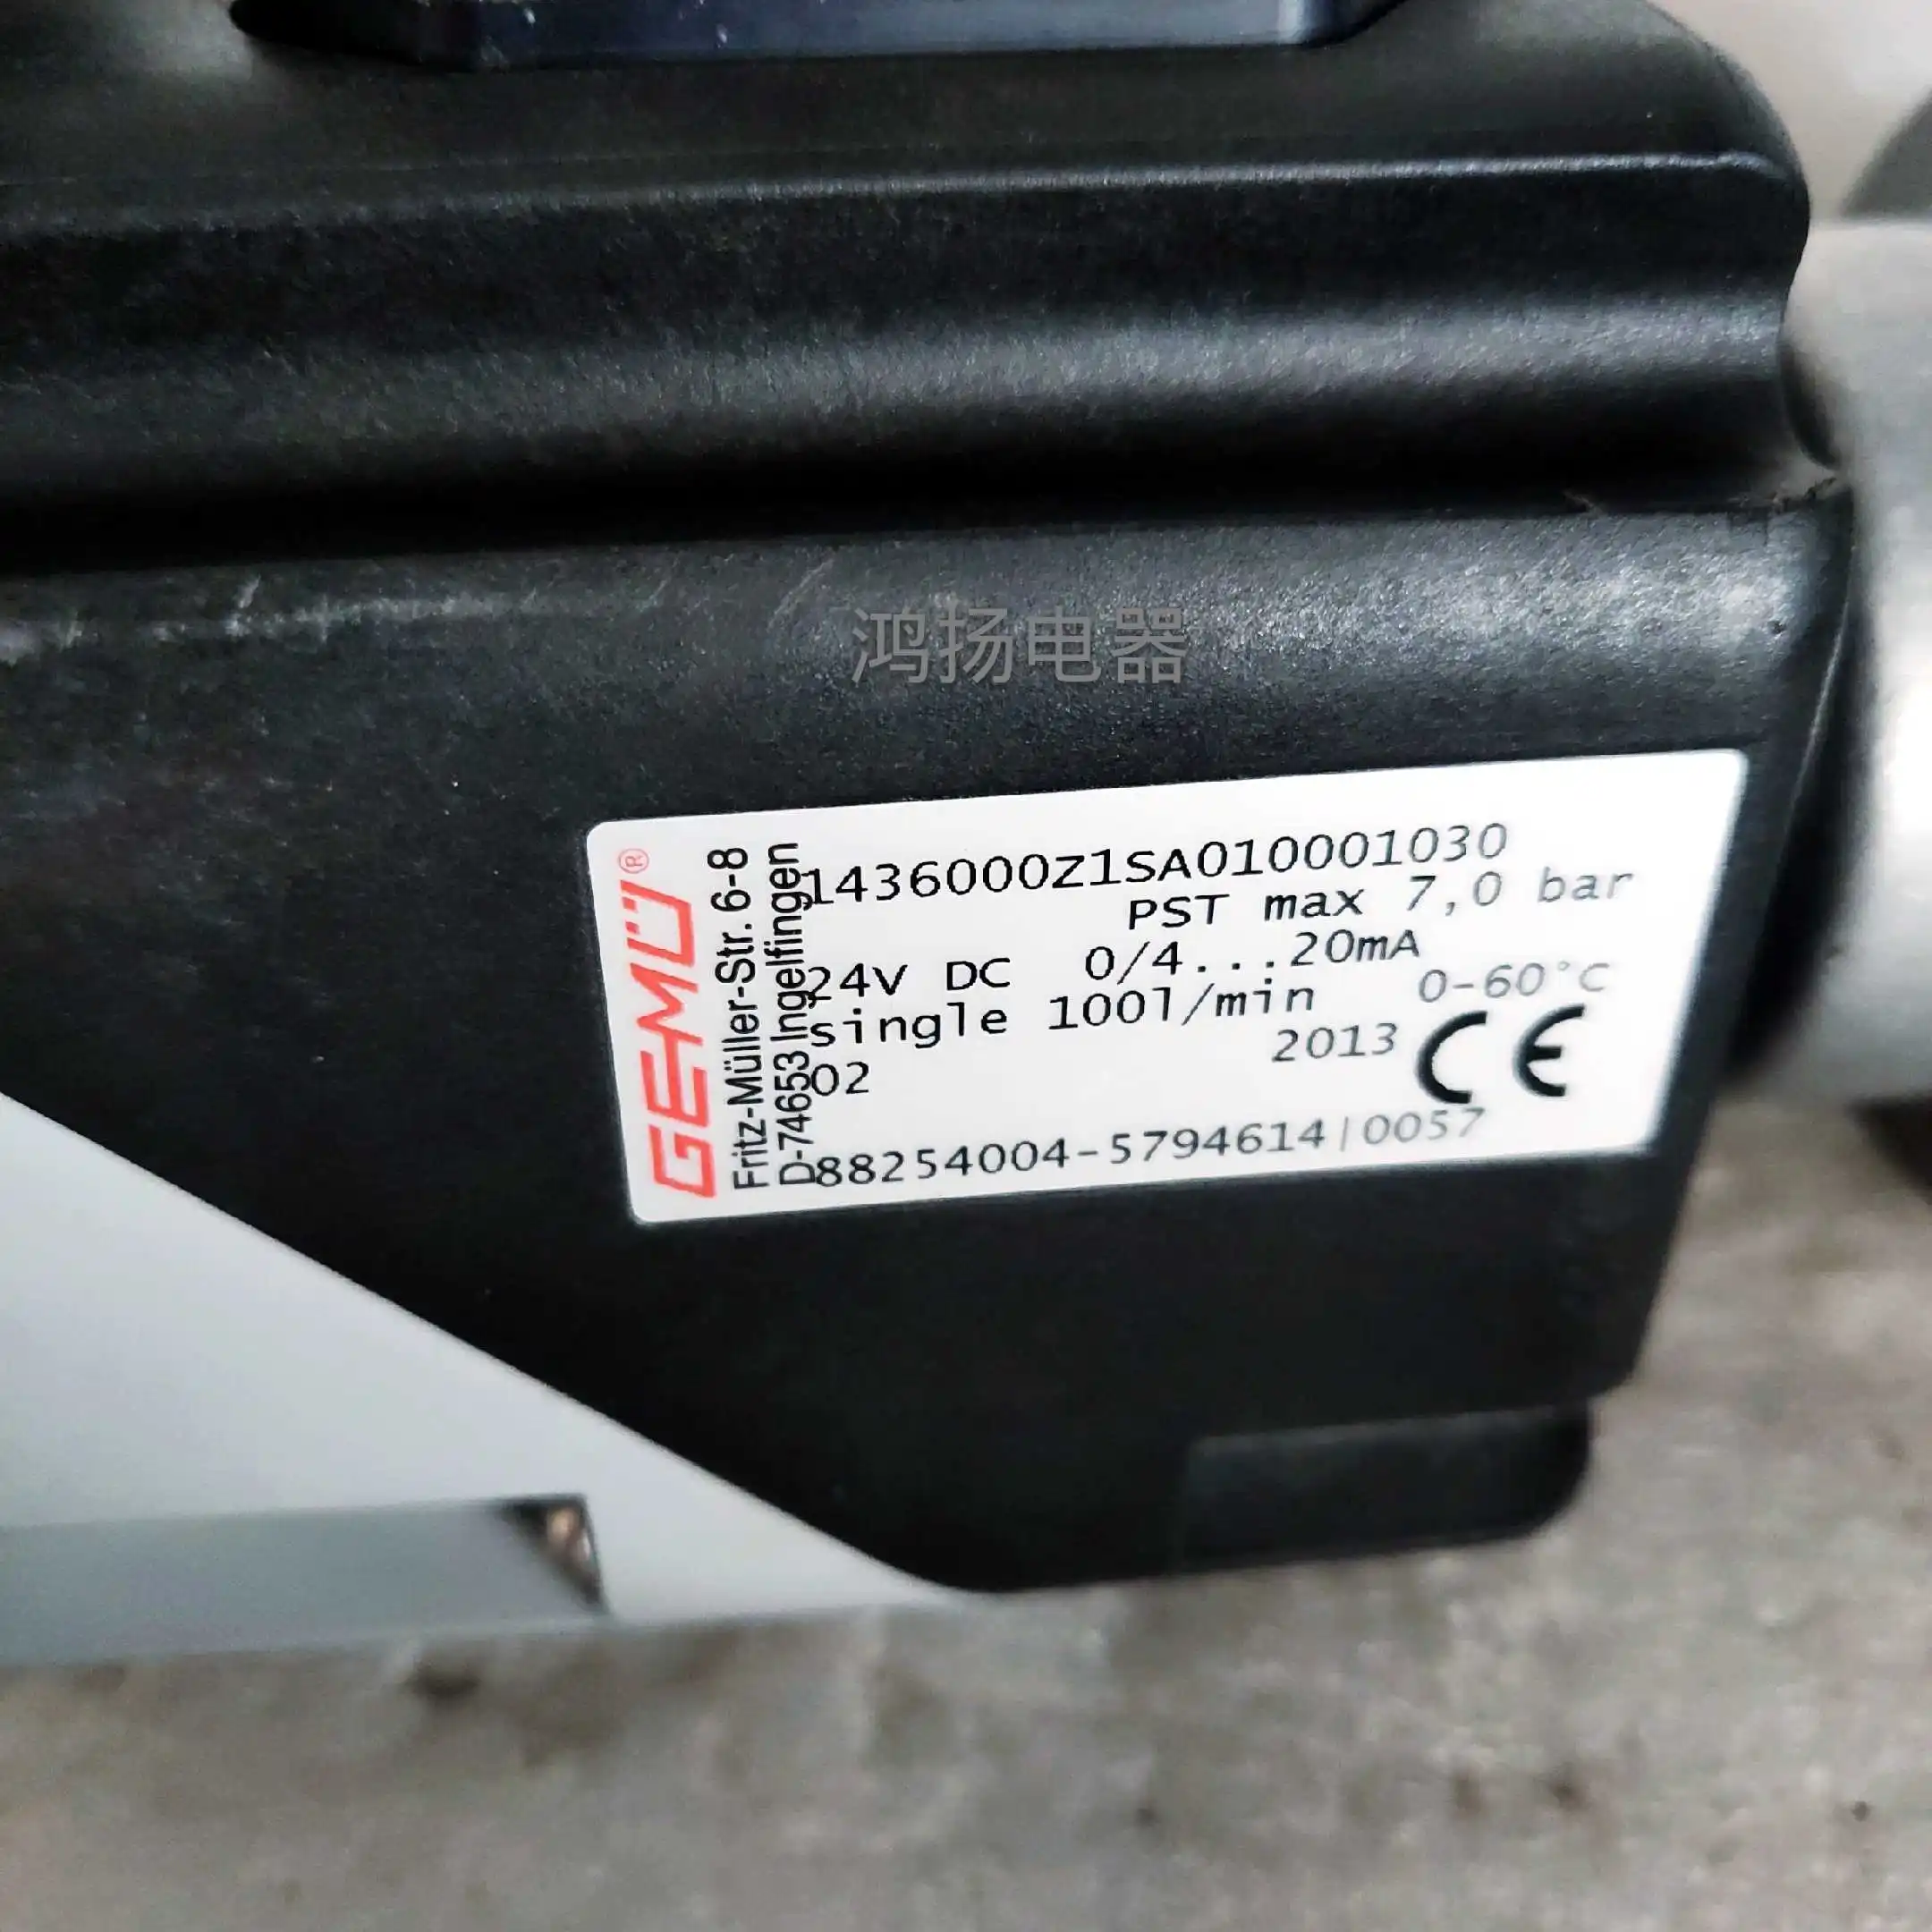 鸿扬电器
GEMÜ®
Fritz-Müller-Str. 6-8
D-74653 Ingelfingen
1436000Z1SA010001030
PST max 7,0 bar
24V DC 0/4...20mA
single 100l/min 0-60°C
02 2013 CE
88254004-5794614|0057